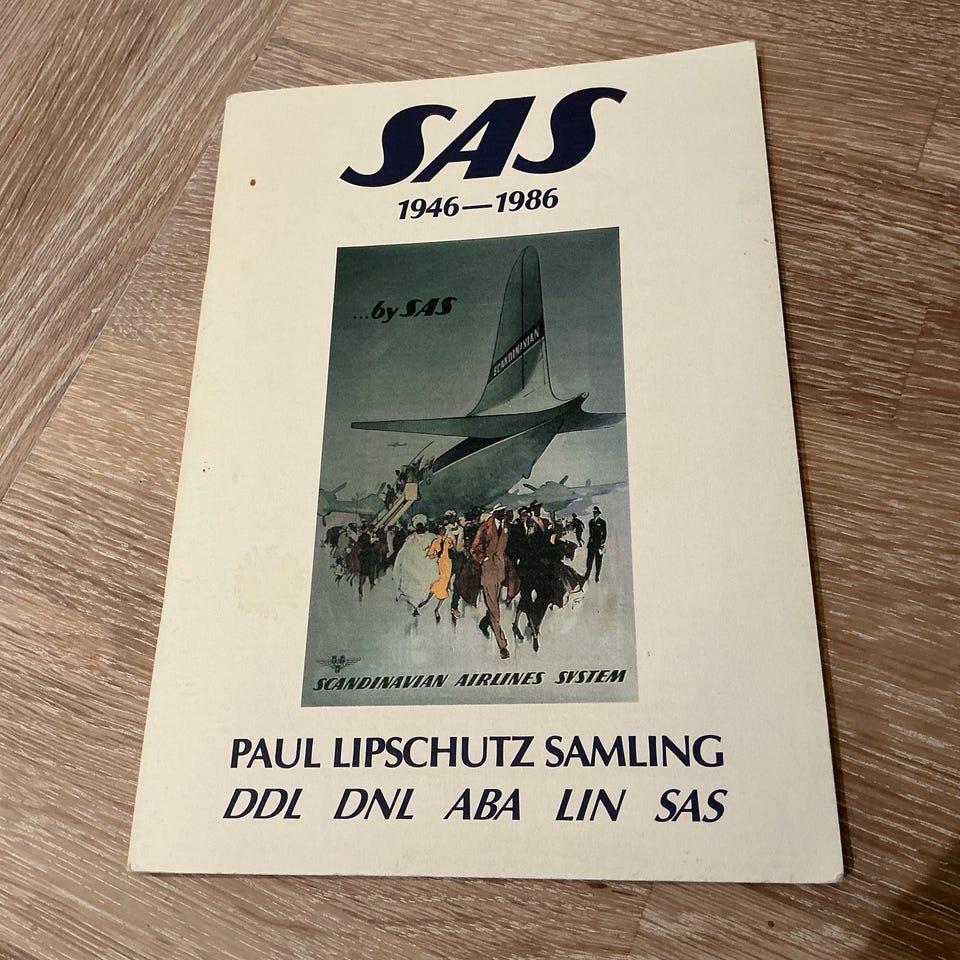 SAS
1946—1986
...by SAS
SCANDINAVIAN
SCANDINAVIAN AIRLINES SYSTEM
PAUL LIPSCHUTZ SAMLING
DDL DNL ABA LIN SAS